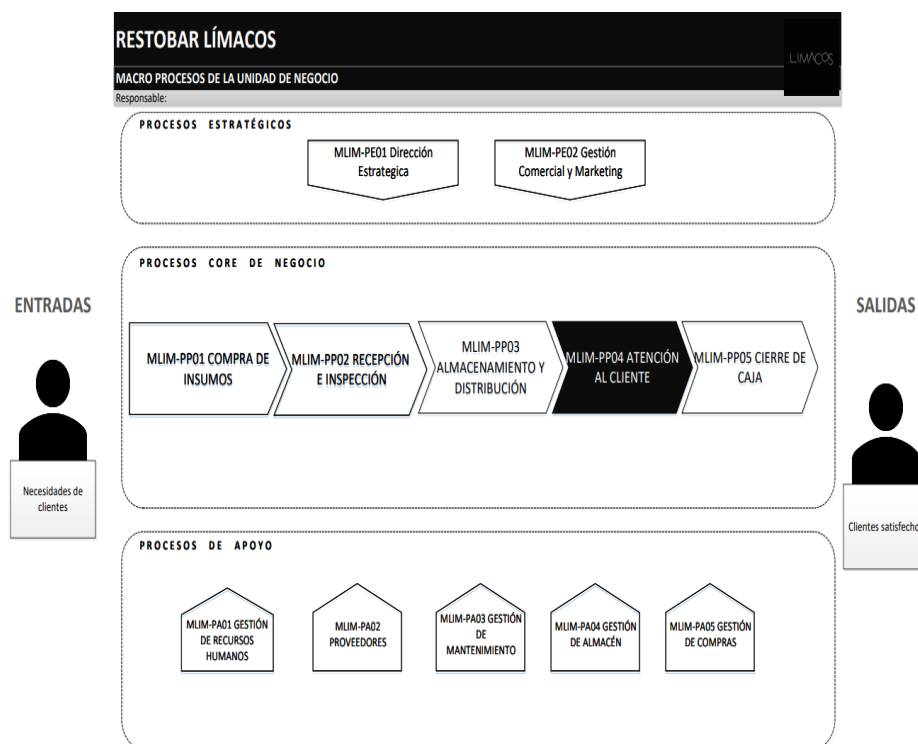 RESTOBAR LÍMACOS
LIMACOS
MACRO PROCESOS DE LA UNIDAD DE NEGOCIO
Responsable:
PROCESOS ESTRATÉGICOS
MLIM-PE01 Dirección
Estrategica
MLIM-PE02 Gestión
Comercial y Marketing
PROCESOS CORE DE NEGOCIO
ENTRADAS
SALIDAS
MLIM-PP01 COMPRA DE
INSUMOS
MLIM-PP02 RECEPCIÓN
E INSPECCIÓN
MLIM-PP03
ALMACENAMIENTO Y
DISTRIBUCIÓN
MLIM-PP04 ATENCIÓN
AL CLIENTE
MLIM-PP05 CIERRE DE
CAJA
Necesidades de
clientes
Clientes satisfecho
PROCESOS DE APOYO
MLIM-PA01 GESTIÓN
DE RECURSOS
HUMANOS
MLIM-PA02
PROVEEDORES
MLIM-PA03 GESTIÓN
DE
MANTENIMIENTO
MLIM-PA04 GESTIÓN
DE ALMACÉN
MLIM-PA05 GESTIÓN
DE COMPRAS